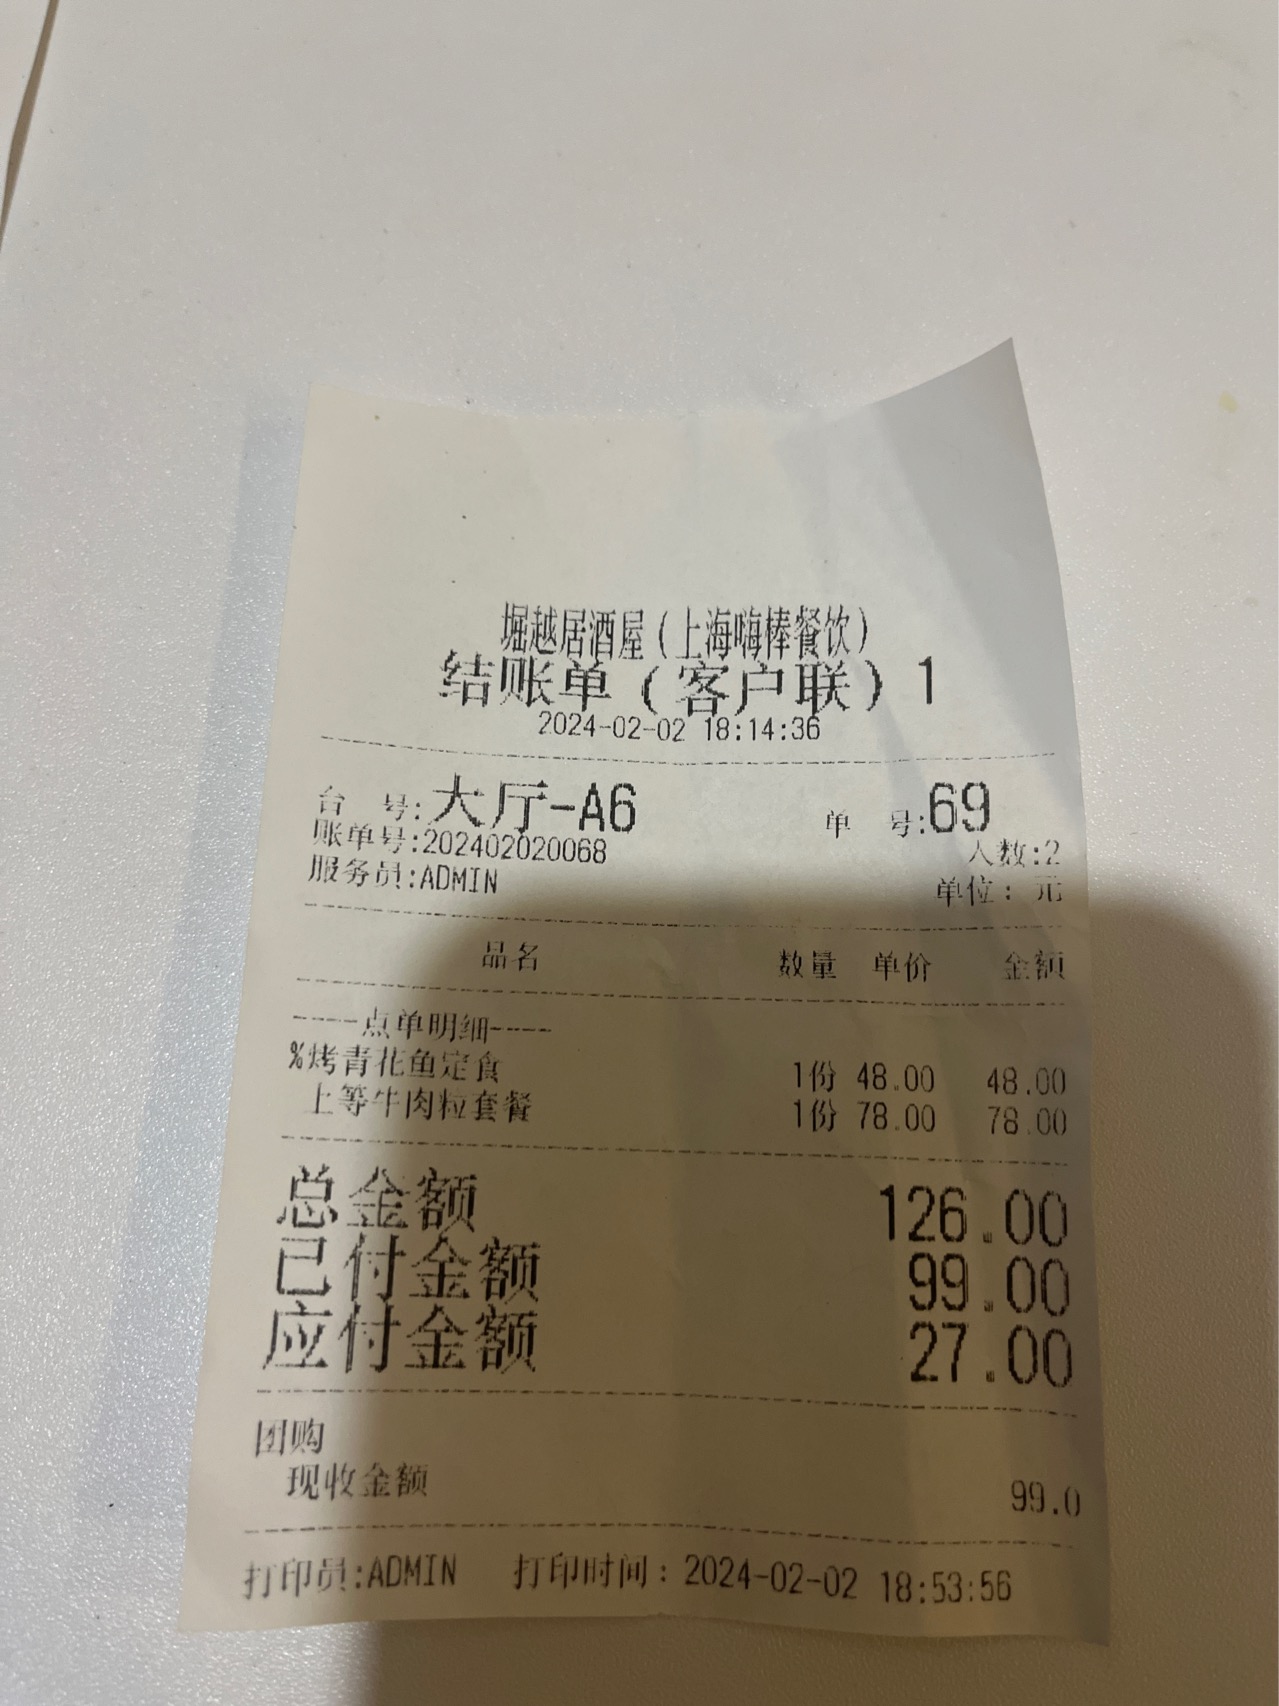 堀越居酒屋(上海嗨棒餐饮)
结账单(客户联)1
2024-02-02 18:14:36
台 号:大厅-A6 单 号:69
账单号:202402020068 人数:2
服务员:ADMIN 单位: 元
品名 数量 单价 金额
----点单明细----
%烤青花鱼定食 1份 48.00 48.00
上等牛肉粒套餐 1份 78.00 78.00
总金额 126.00
已付金额 99.00
应付金额 27.00
团购
现收金额 99.0
打印员:ADMIN 打印时间: 2024-02-02 18:53:56